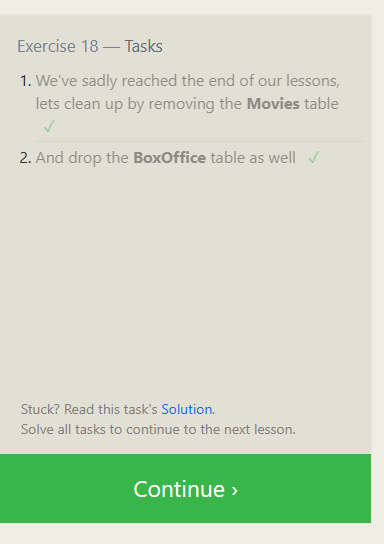 Exercise 18 — Tasks
1. We've sadly reached the end of our lessons,
lets clean up by removing the Movies table
✓
2. And drop the BoxOffice table as well ✓
Stuck? Read this task's Solution.
Solve all tasks to continue to the next lesson.
Continue ›